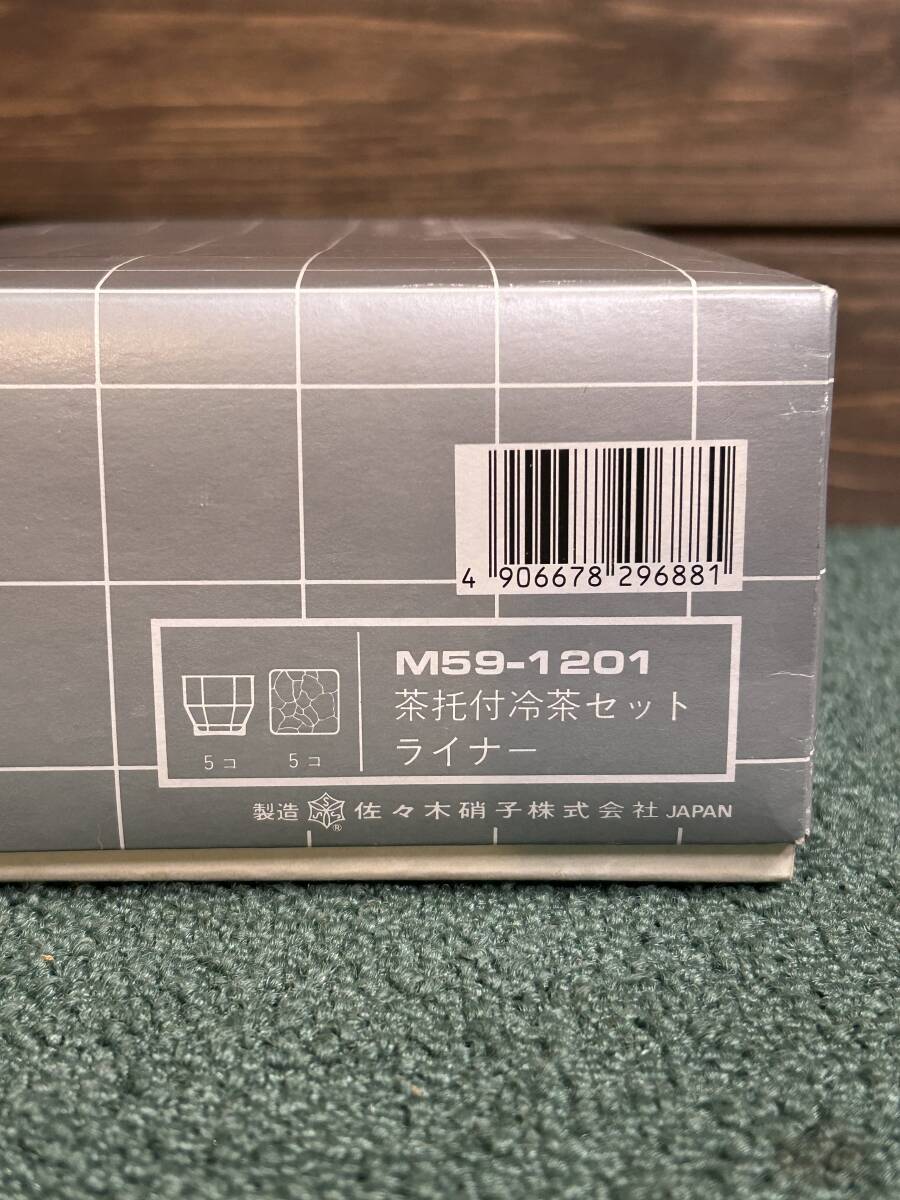 4 906678 296881
M59-1201
茶托付冷茶セット
ライナー
5コ 5コ
製造 SSS ® 佐々木硝子株式会社 JAPAN